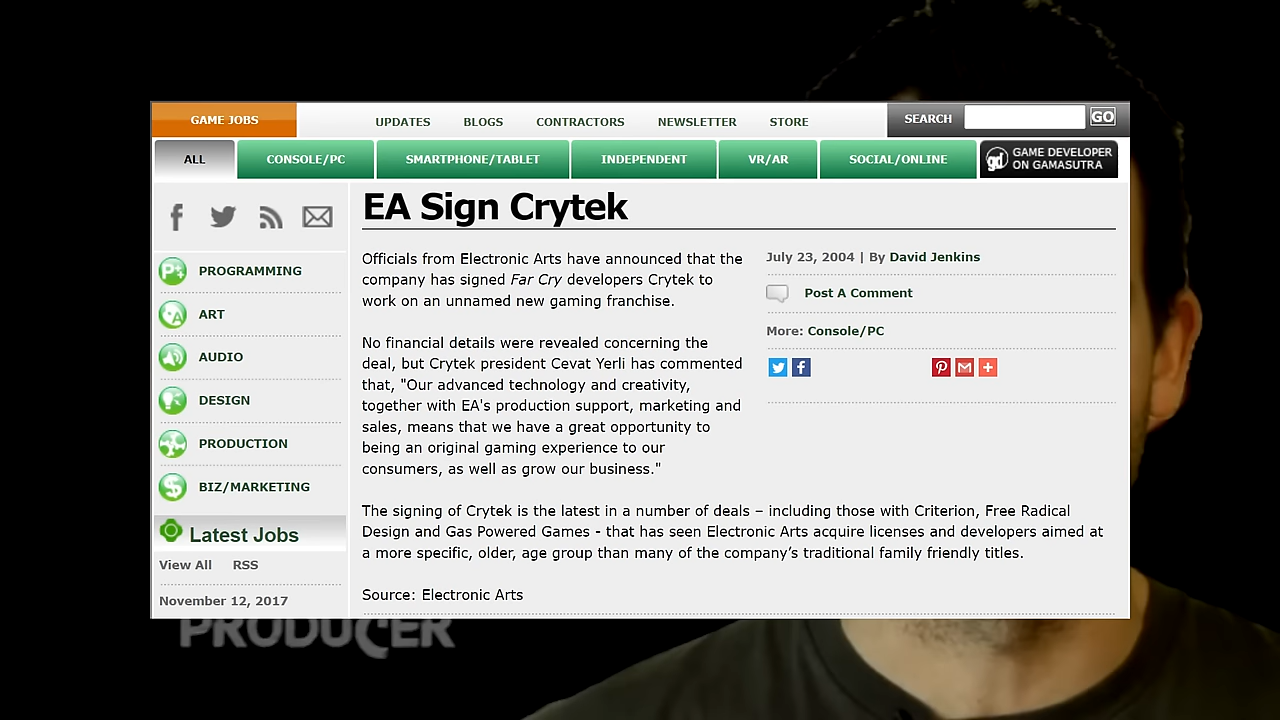 GAME JOBS
UPDATES BLOGS CONTRACTORS NEWSLETTER STORE
SEARCH GO
ALL CONSOLE/PC SMARTPHONE/TABLET INDEPENDENT VR/AR SOCIAL/ONLINE
gd GAME DEVELOPER
ON GAMASUTRA
EA Sign Crytek
Officials from Electronic Arts have announced that the
company has signed Far Cry developers Crytek to
work on an unnamed new gaming franchise.
No financial details were revealed concerning the
deal, but Crytek president Cevat Yerli has commented
that, "Our advanced technology and creativity,
together with EA's production support, marketing and
sales, means that we have a great opportunity to
being an original gaming experience to our
consumers, as well as grow our business."
The signing of Crytek is the latest in a number of deals – including those with Criterion, Free Radical
Design and Gas Powered Games - that has seen Electronic Arts acquire licenses and developers aimed at
a more specific, older, age group than many of the company’s traditional family friendly titles.
Source: Electronic Arts
July 23, 2004 | By David Jenkins
Post A Comment
More: Console/PC
PROGRAMMING
ART
AUDIO
DESIGN
PRODUCTION
BIZ/MARKETING
Latest Jobs
View All RSS
November 12, 2017
PRODUCER